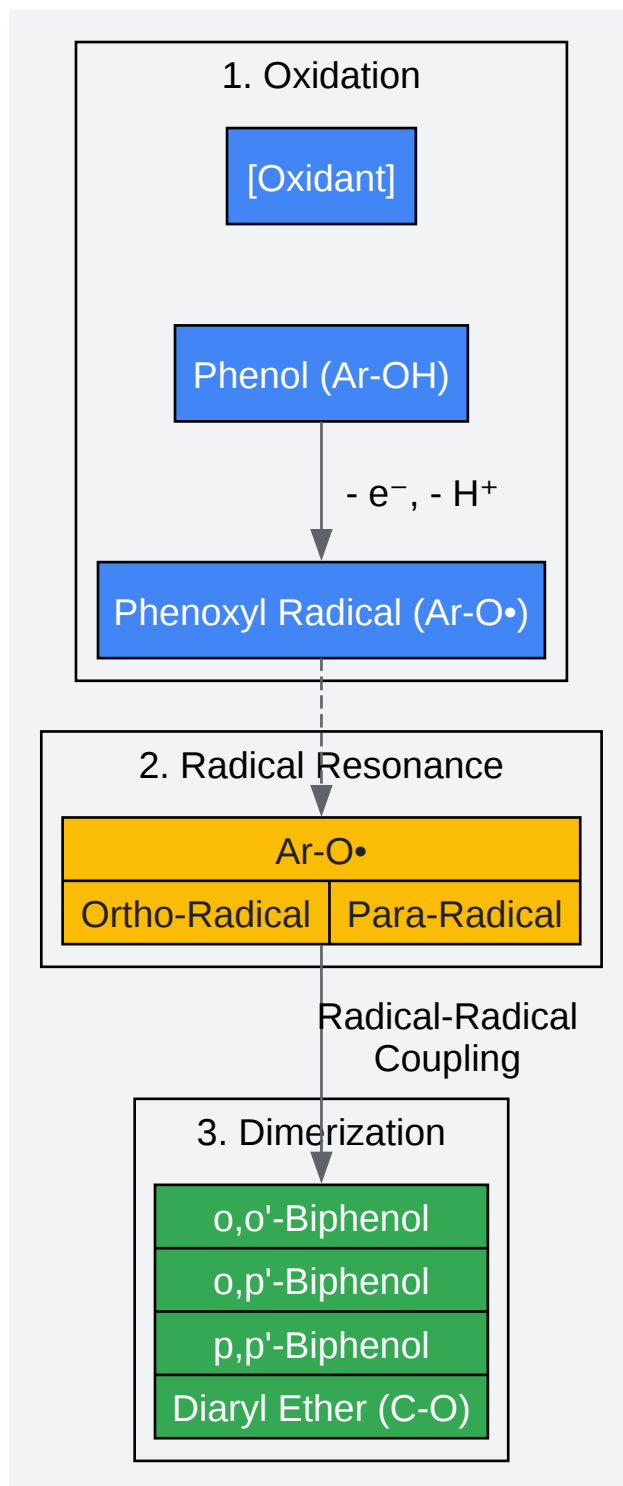 1. Oxidation
[Oxidant]
Phenol (Ar-OH)
- e⁻, - H⁺
Phenoxyl Radical (Ar-O•)
2. Radical Resonance
Ar-O•
Ortho-Radical
Para-Radical
Radical-Radical
Coupling
3. Dimerization
o,o'-Biphenol
o,p'-Biphenol
p,p'-Biphenol
Diaryl Ether (C-O)